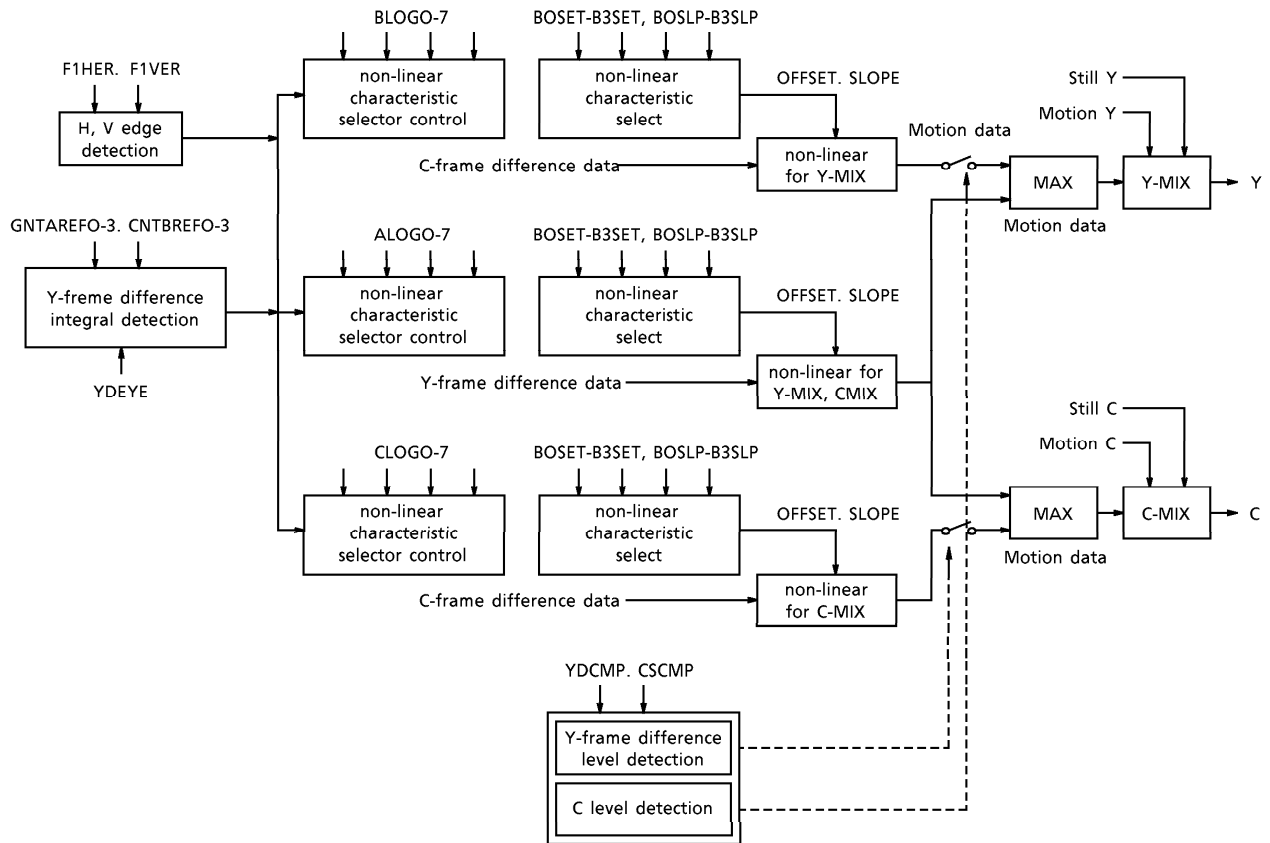 BLOGO-7
BOSET-B3SET, BOSLP-B3SLP
F1HER. F1VER
non-linear
characteristic
selector control
non-linear
characteristic
select
OFFSET. SLOPE
Still Y
Motion Y
H, V edge
detection
Motion data
C-frame difference data
non-linear
for Y-MIX
MAX
Y-MIX
Y
Motion data
GNTAREFO-3. CNTBREFO-3
ALOGO-7
BOSET-B3SET, BOSLP-B3SLP
Y-freme difference
integral detection
non-linear
characteristic
selector control
non-linear
characteristic
select
OFFSET. SLOPE
YDEYE
Y-frame difference data
non-linear for
Y-MIX, CMIX
Still C
Motion C
CLOGO-7
BOSET-B3SET, BOSLP-B3SLP
non-linear
characteristic
selector control
non-linear
characteristic
select
OFFSET. SLOPE
MAX
C-MIX
C
Motion data
C-frame difference data
non-linear
for C-MIX
YDCMP. CSCMP
Y-frame difference
level detection
C level detection